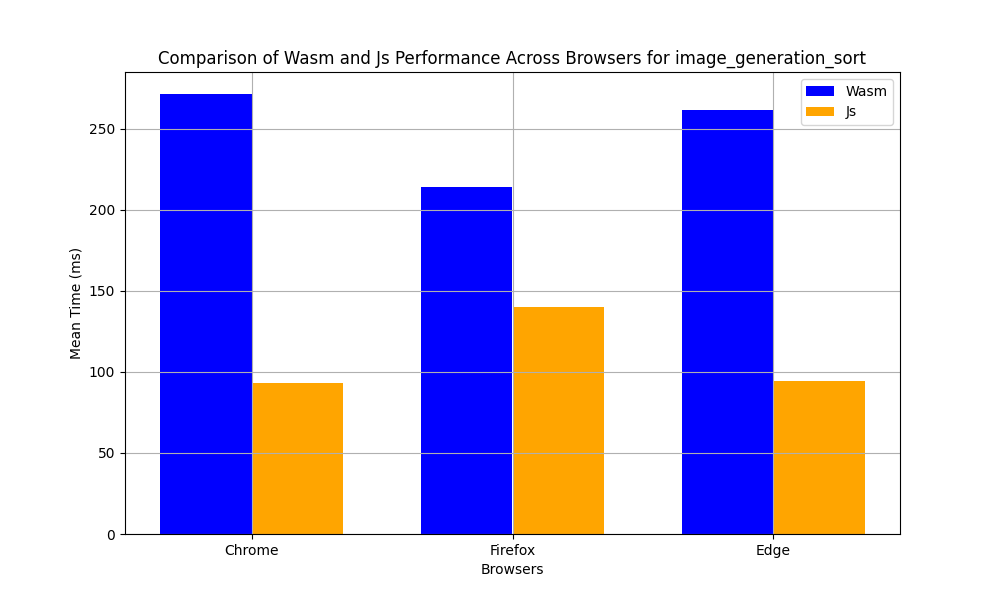 Comparison of Wasm and Js Performance Across Browsers for image_generation_sort
Wasm
Js
Mean Time (ms)
250
200
150
100
50
0
Chrome
Firefox
Edge
Browsers